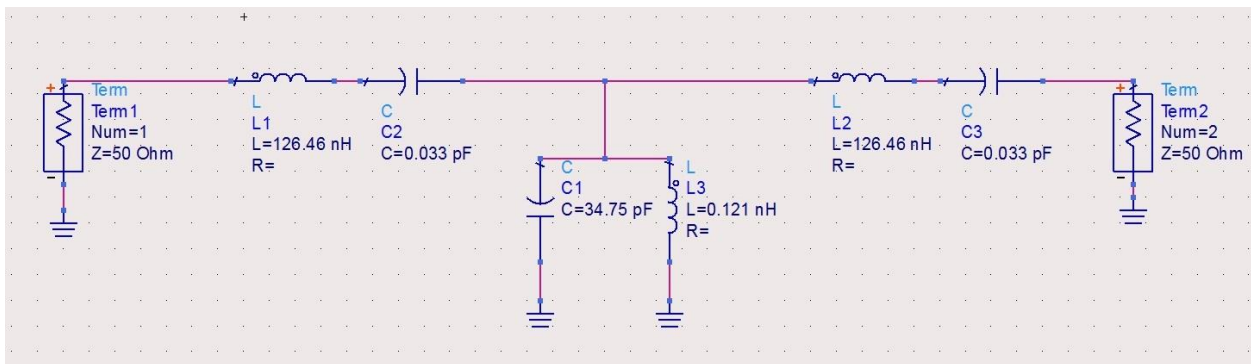 Term
Term1
Num=1
Z=50 Ohm
L
L1
L=126.46 nH
R=
C
C2
C=0.033 pF
C
C1
C=34.75 pF
L
L3
L=0.121 nH
R=
L
L2
L=126.46 nH
R=
C
C3
C=0.033 pF
Term
Term2
Num=2
Z=50 Ohm